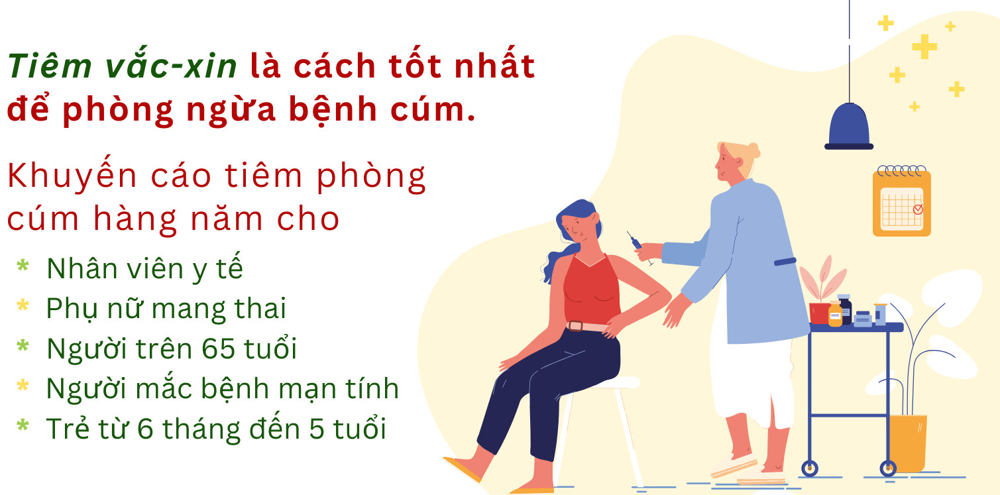 Tiêm vắc-xin là cách tốt nhất
để phòng ngừa bệnh cúm.
Khuyến cáo tiêm phòng
cúm hàng năm cho
* Nhân viên y tế
* Phụ nữ mang thai
* Người trên 65 tuổi
* Người mắc bệnh mạn tính
* Trẻ từ 6 tháng đến 5 tuổi